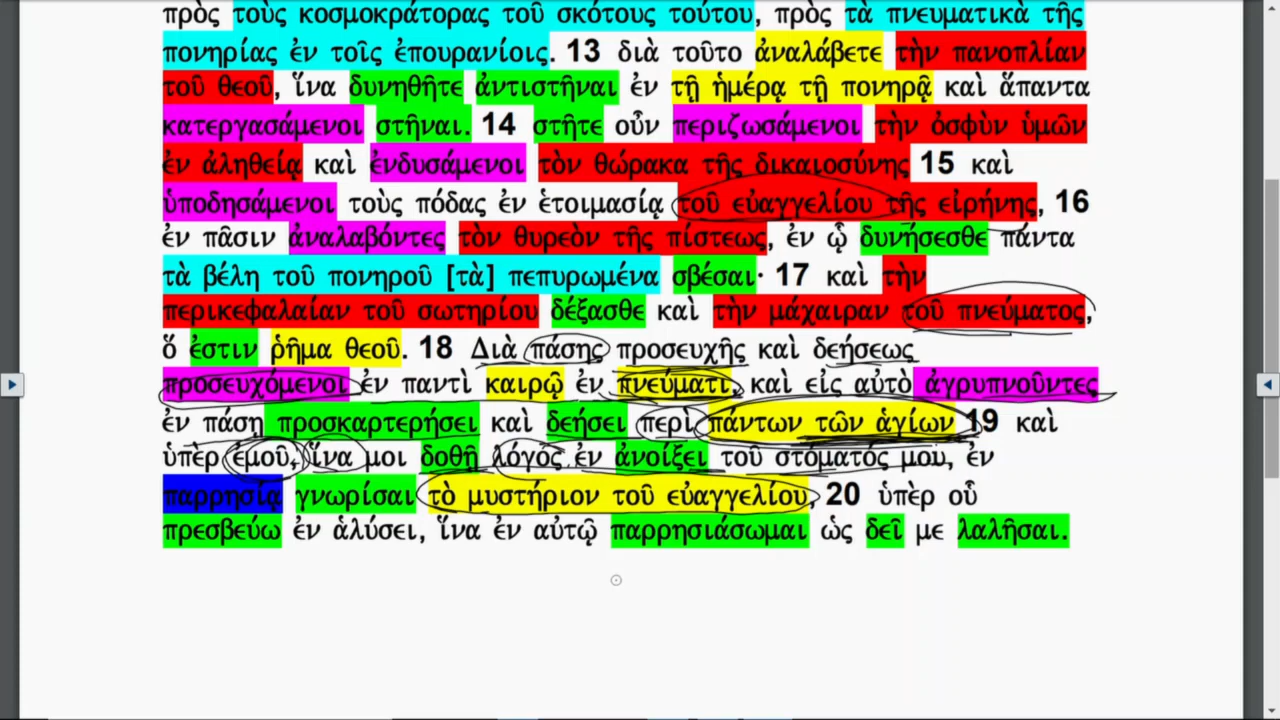 πρὸς τοὺς κοσμοκράτορας τοῦ σκότους τούτου, πρὸς τὰ πνευματικὰ τῆς
πονηρίας ἐν τοῖς ἐπουρανίοις. 13 διὰ τοῦτο ἀναλάβετε τὴν πανοπλίαν
τοῦ θεοῦ, ἵνα δυνηθῆτε ἀντιστῆναι ἐν τῇ ἡμέρᾳ τῇ πονηρᾷ καὶ ἅπαντα
κατεργασάμενοι στῆναι. 14 στῆτε οὖν περιζωσάμενοι τὴν ὀσφὺν ὑμῶν
ἐν ἀληθείᾳ καὶ ἐνδυσάμενοι τὸν θώρακα τῆς δικαιοσύνης 15 καὶ
ὑποδησάμενοι τοὺς πόδας ἐν ἑτοιμασίᾳ τοῦ εὐαγγελίου τῆς εἰρήνης, 16
ἐν πᾶσιν ἀναλαβόντες τὸν θυρεὸν τῆς πίστεως, ἐν ᾧ δυνήσεσθε πάντα
τὰ βέλη τοῦ πονηροῦ [τὰ] πεπυρωμένα σβέσαι· 17 καὶ τὴν
περικεφαλαίαν τοῦ σωτηρίου δέξασθε καὶ τὴν μάχαιραν τοῦ πνεύματος,
ὅ ἐστιν ῥῆμα θεοῦ. 18 Διὰ πάσης προσευχῆς καὶ δεήσεως
προσευχόμενοι ἐν παντὶ καιρῷ ἐν πνεύματι, καὶ εἰς αὐτὸ ἀγρυπνοῦντες
ἐν πάσῃ προσκαρτερήσει καὶ δεήσει περὶ πάντων τῶν ἁγίων 19 καὶ
ὑπὲρ ἐμοῦ, ἵνα μοι δοθῇ λόγος ἐν ἀνοίξει τοῦ στόματός μου, ἐν
παρρησίᾳ γνωρίσαι τὸ μυστήριον τοῦ εὐαγγελίου, 20 ὑπὲρ οὗ
πρεσβεύω ἐν ἁλύσει, ἵνα ἐν αὐτῷ παρρησιάσωμαι ὡς δεῖ με λαλῆσαι.